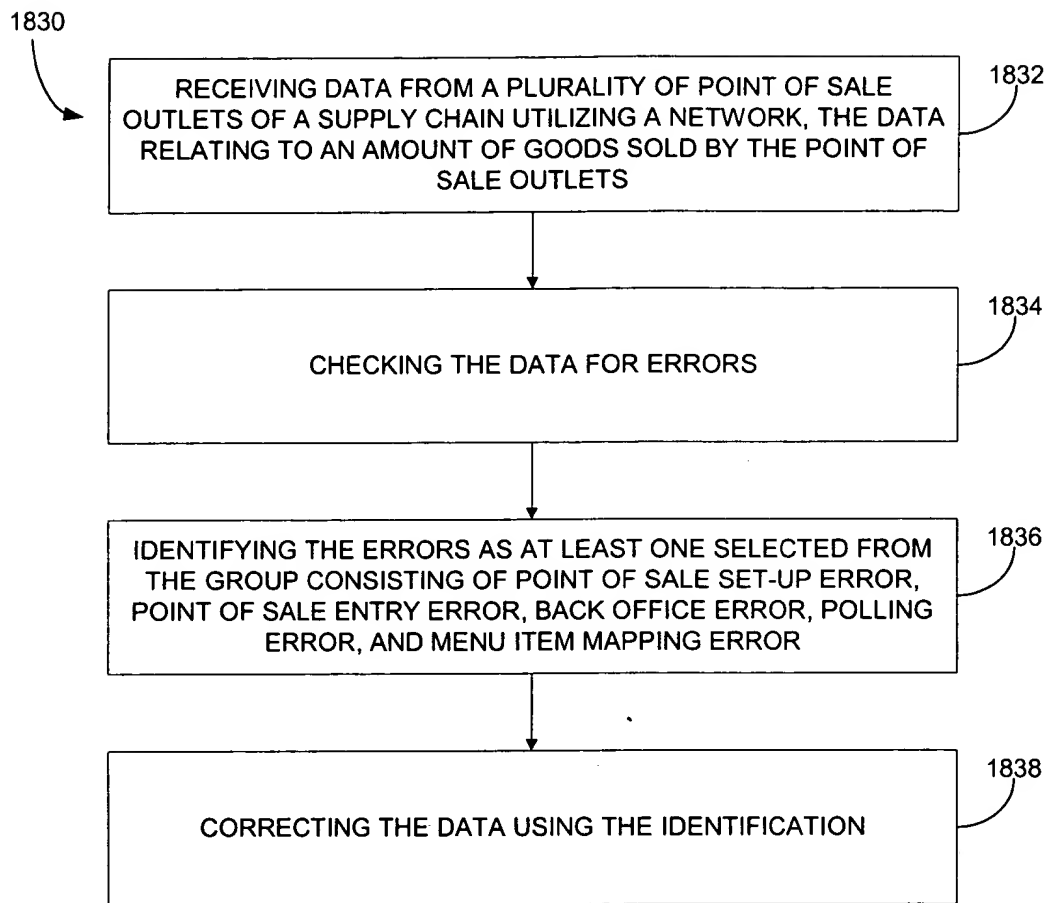 1830
RECEIVING DATA FROM A PLURALITY OF POINT OF SALE
OUTLETS OF A SUPPLY CHAIN UTILIZING A NETWORK, THE DATA
RELATING TO AN AMOUNT OF GOODS SOLD BY THE POINT OF
SALE OUTLETS
1832
CHECKING THE DATA FOR ERRORS
1834
IDENTIFYING THE ERRORS AS AT LEAST ONE SELECTED FROM
THE GROUP CONSISTING OF POINT OF SALE SET-UP ERROR,
POINT OF SALE ENTRY ERROR, BACK OFFICE ERROR, POLLING
ERROR, AND MENU ITEM MAPPING ERROR
1836
CORRECTING THE DATA USING THE IDENTIFICATION
1838